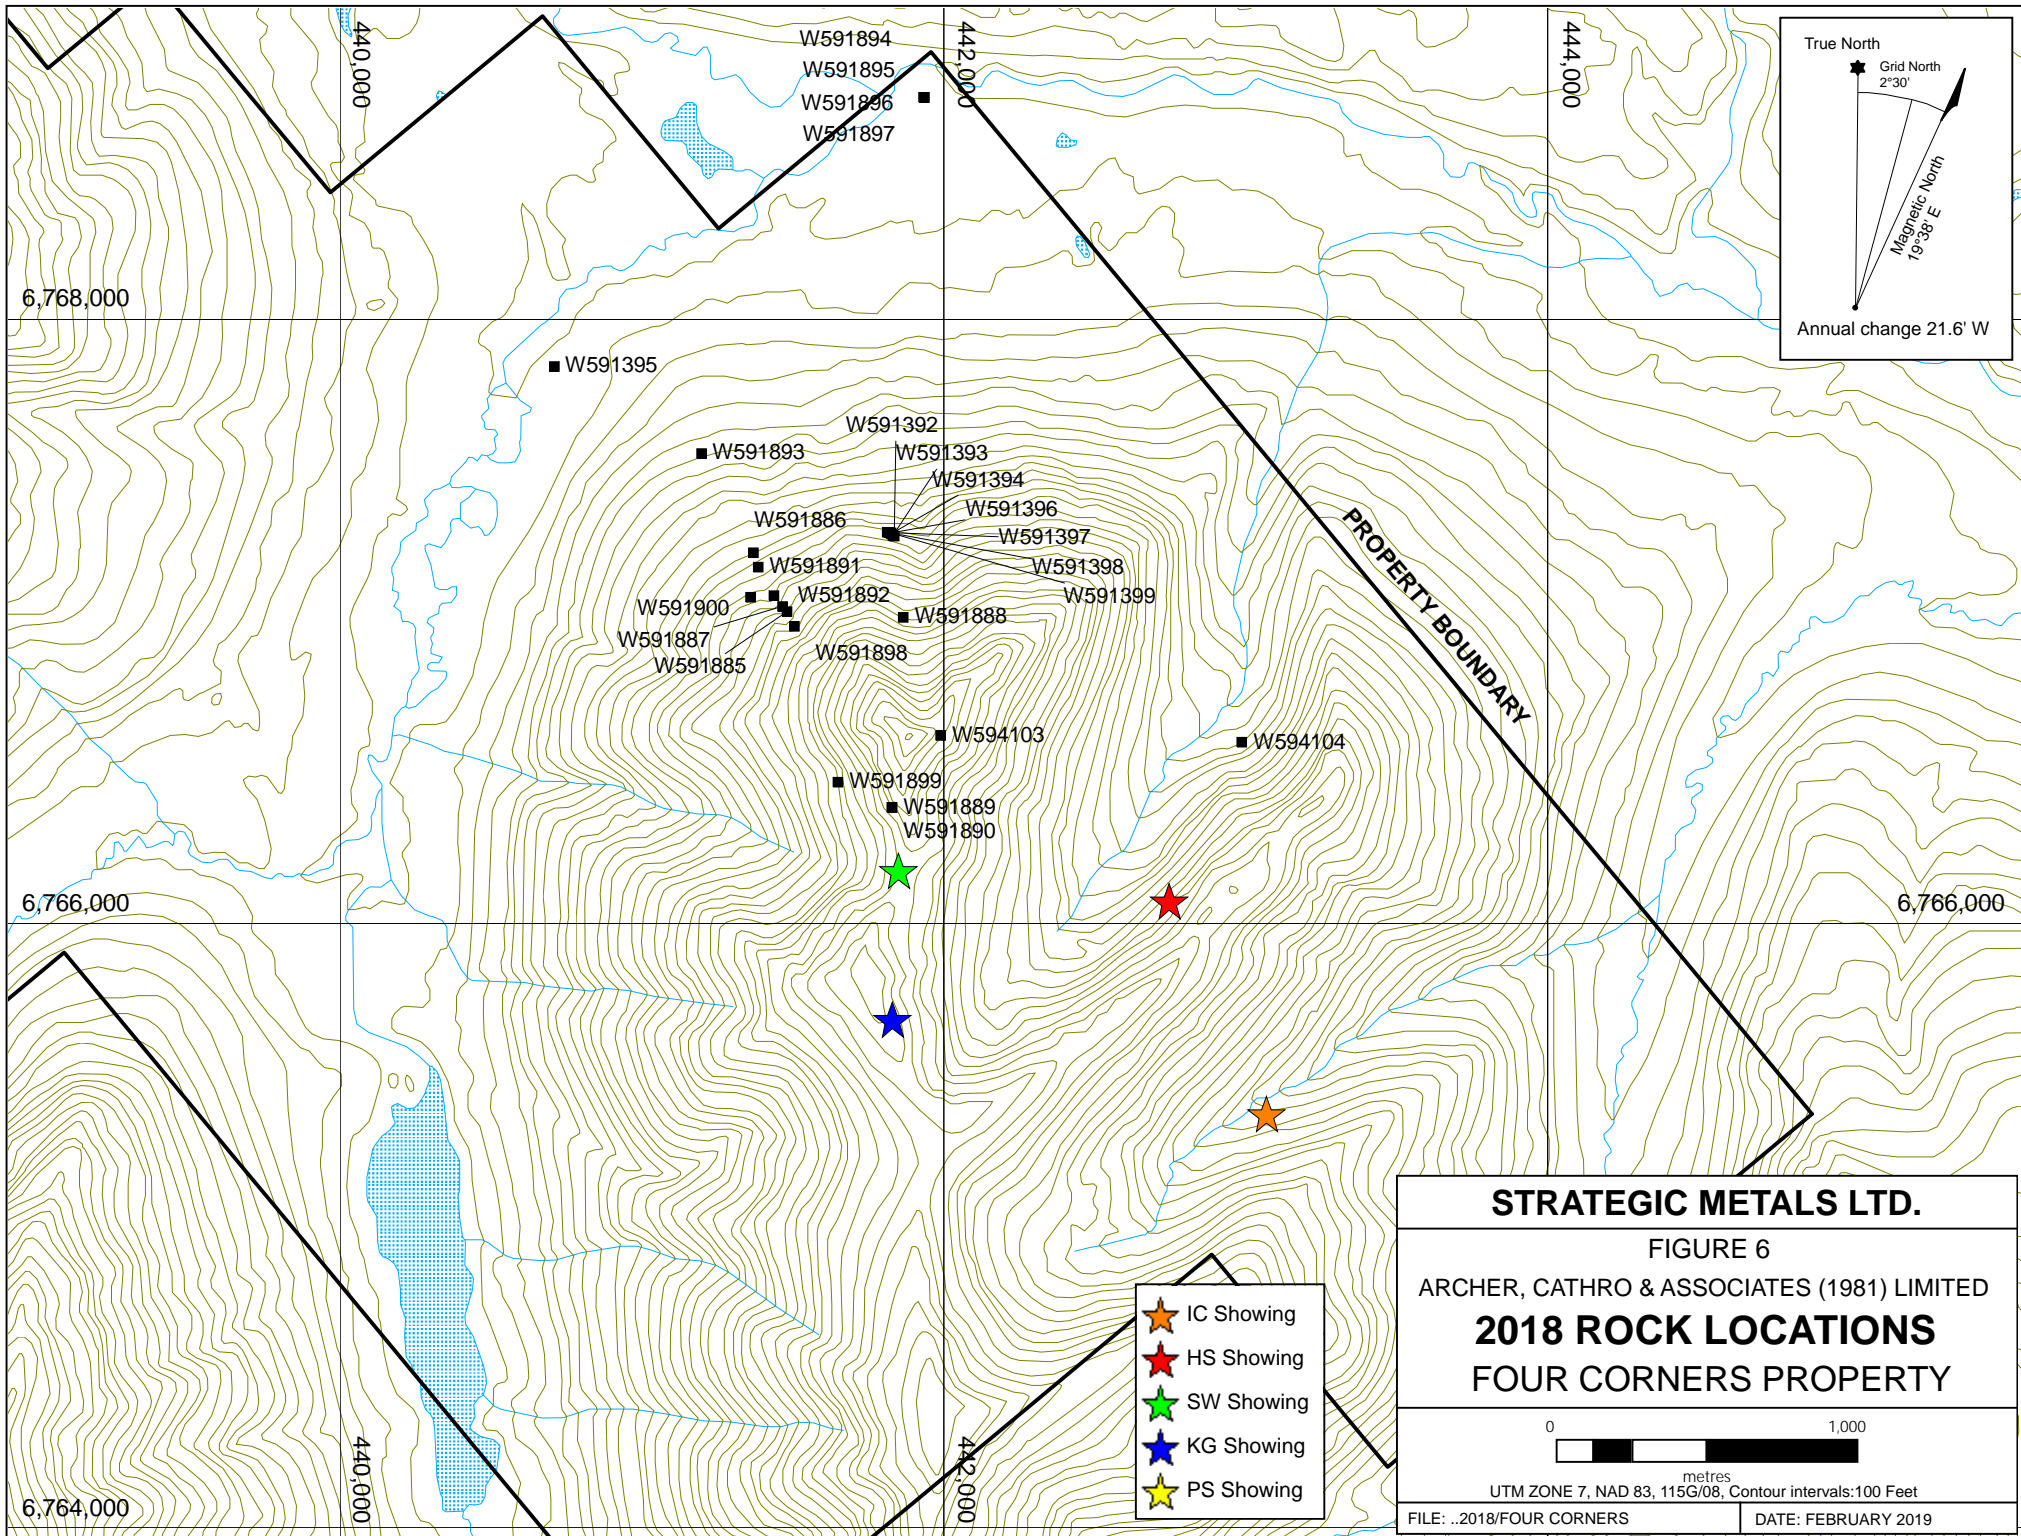 440,000
442,000
444,000
W591894
W591895
W591896
W591897
True North
Grid North
2°30'
Magnetic North
19°38' E
Annual change 21.6' W
6,768,000
W591395
W591392
W591893
W591393
W591394
W591396
W591886
W591397
W591891
W591398
W591892
W591399
W591900
W591888
W591887
W591898
W591885
PROPERTY BOUNDARY
W594103
W594104
W591899
W591889
W591890
6,766,000
6,766,000
STRATEGIC METALS LTD.
FIGURE 6
ARCHER, CATHRO & ASSOCIATES (1981) LIMITED
2018 ROCK LOCATIONS
FOUR CORNERS PROPERTY
0 1,000
metres
UTM ZONE 7, NAD 83, 115G/08, Contour intervals:100 Feet
FILE: ..2018/FOUR CORNERS
DATE: FEBRUARY 2019
IC Showing
HS Showing
SW Showing
KG Showing
PS Showing
440,000
442,000
6,764,000